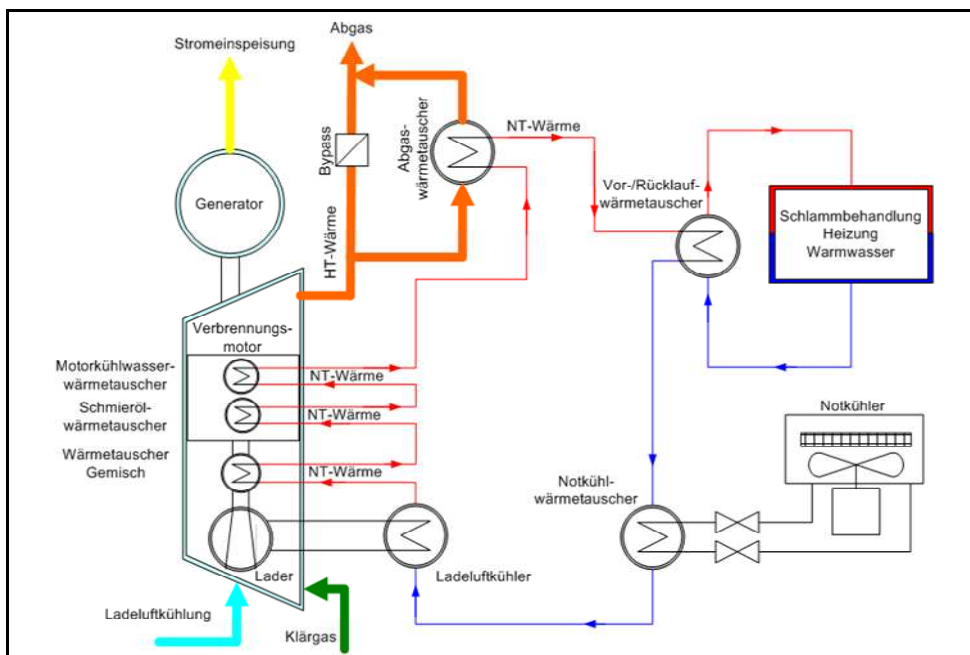 Abgas
Stromeinspeisung
Bypass
Abgas-
wärmetauscher
NT-Wärme
Generator
HT-Wärme
Vor-/Rücklauf-
wärmetauscher
Schlammbehandlung
Heizung
Warmwasser
Verbrennungs-
motor
Motorkühlwasser-
wärmetauscher
NT-Wärme
Schmieröl-
wärmetauscher
NT-Wärme
Wärmetauscher
Gemisch
NT-Wärme
Notkühler
Notkühl-
wärmetauscher
Lader
Ladeluftkühler
Ladeluftkühlung
Klärgas